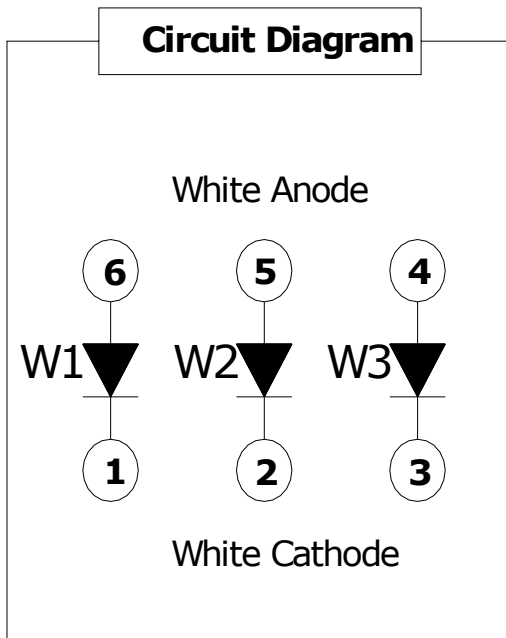 Circuit Diagram
White Anode
6 5 4
W1 W2 W3
1 2 3
White Cathode